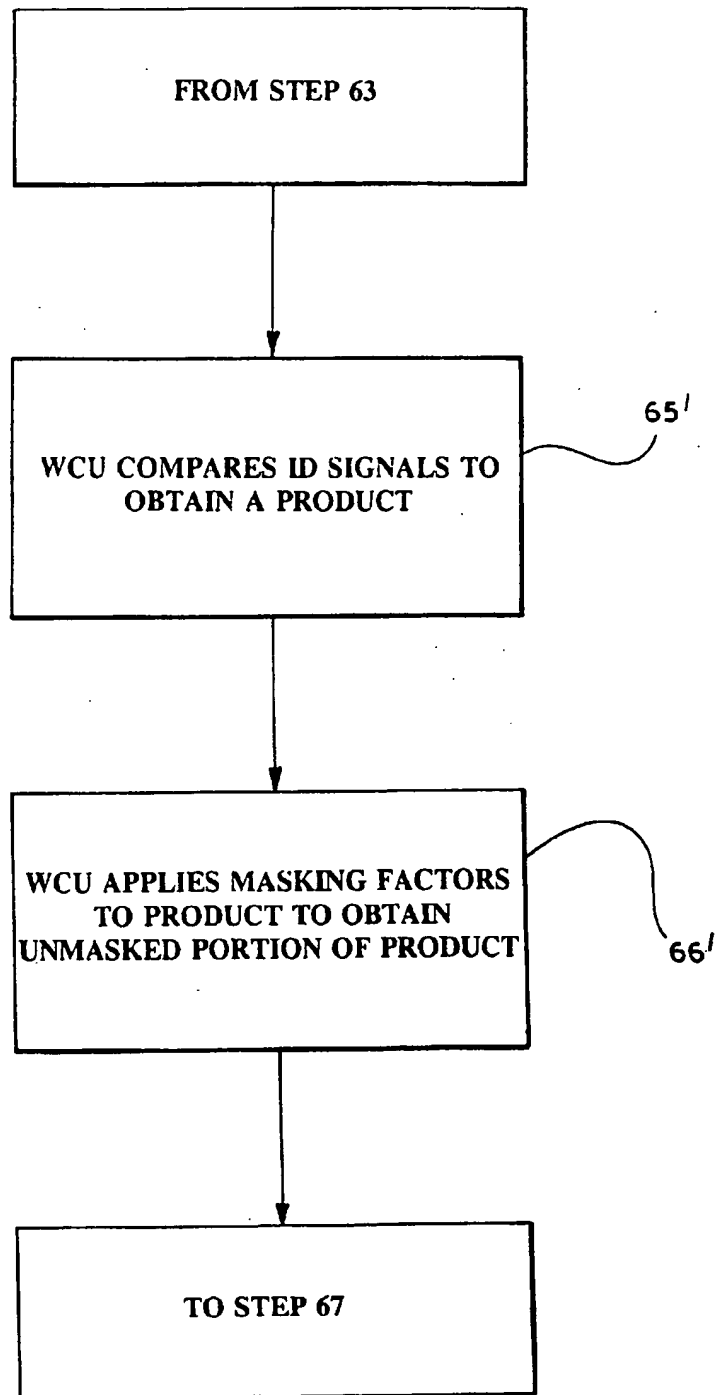 FROM STEP 63
WCU COMPARES ID SIGNALS TO
OBTAIN A PRODUCT
65'
WCU APPLIES MASKING FACTORS
TO PRODUCT TO OBTAIN
UNMASKED PORTION OF PRODUCT
66'
TO STEP 67